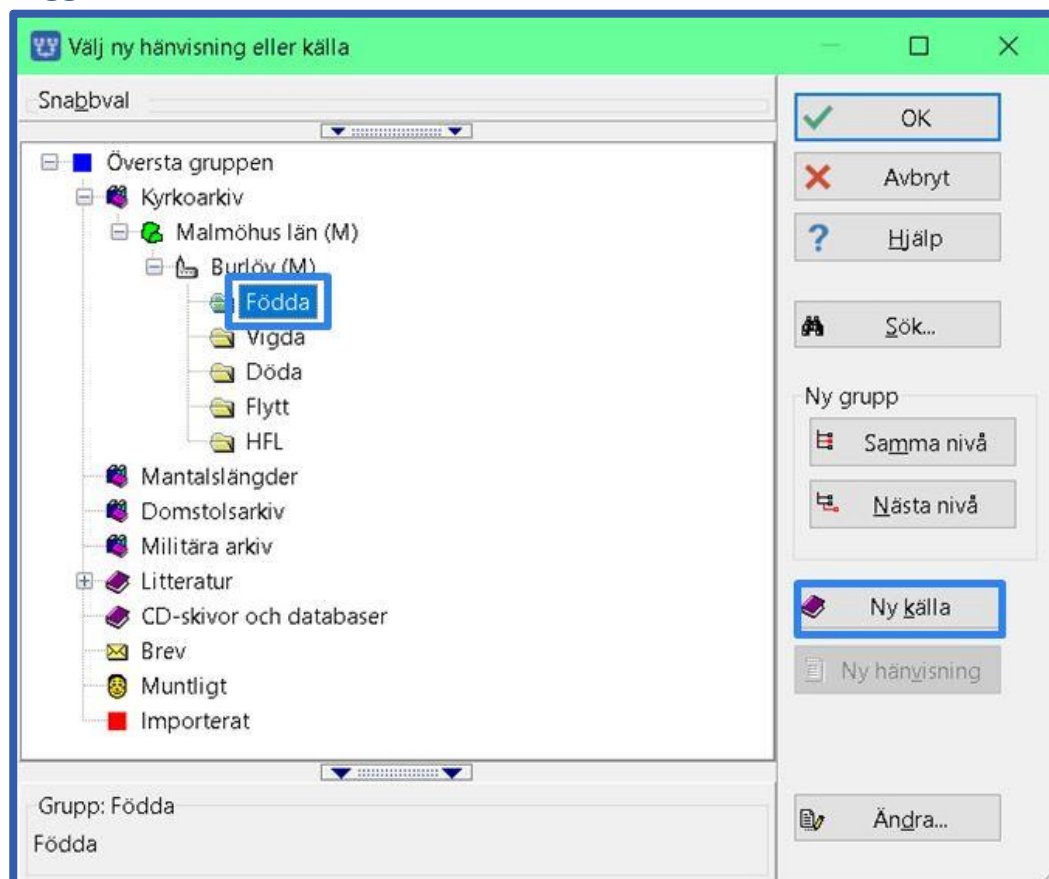 Välj ny hänvisning eller källa
Snabbval
Översta gruppen
Kyrkoarkiv
Malmöhus län (M)
Burlöv (M)
Födda
Vigda
Döda
Flytt
HFL
Mantalslängder
Domstolsarkiv
Militära arkiv
Litteratur
CD-skivor och databaser
Brev
Muntligt
Importerat
Grupp: Födda
Födda
OK
Avbryt
? Hjälp
Sök...
Ny grupp
Samma nivå
Nästa nivå
Ny källa
Ny hänvisning
Ändra...